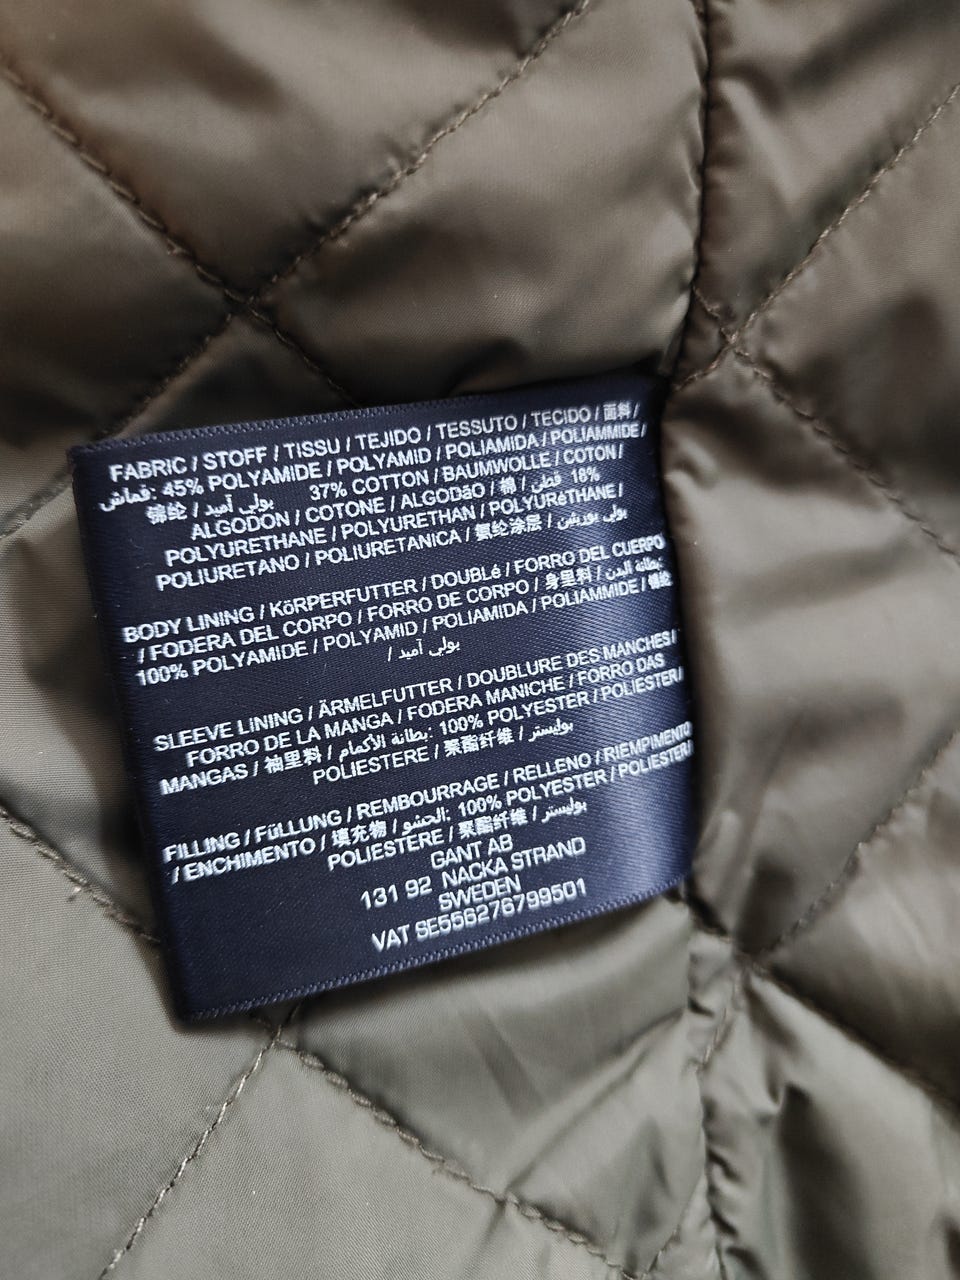 FABRIC / STOFF / TISSU / TEJIDO / TESSUTO / TECIDO / 面料 /
قماش: 45% POLYAMIDE / POLYAMID / POLIAMIDA / POLIAMMIDE /
锦纶 / بولي أميد 37% COTTON / BAUMWOLLE / COTON /
ALGODON / COTONE / ALGODãO / 棉 / قطن 18%
POLYURETHANE / POLYURETHAN / POLYURéTHANE /
POLIURETANO / POLIURETANICA / 氨纶涂层 / بولي يوريثين
BODY LINING / KöRPERFUTTER / DOUBLé / FORRO DEL CUERPO
/ FODERA DEL CORPO / FORRO DE CORPO / 身里料 / بطانة البدن:
100% POLYAMIDE / POLYAMID / POLIAMIDA / POLIAMMIDE / 锦纶
/ بولي أميد
SLEEVE LINING / ÄRMELFUTTER / DOUBLURE DES MANCHES /
FORRO DE LA MANGA / FODERA MANICHE / FORRO DAS
MANGAS / 袖里料 / بطانة الأكمام: 100% POLYESTER / POLIESTER /
POLIESTERE / 聚酯纤维 / بوليستر
FILLING / FüLLUNG / REMBOURRAGE / RELLENO / RIEMPIMENTO
/ ENCHIMENTO / 填充物 / الحشو: 100% POLYESTER / POLIESTER /
POLIESTERE / 聚酯纤维 / بوليستر
GANT AB
131 92 NACKA STRAND
SWEDEN
VAT SE556276799501